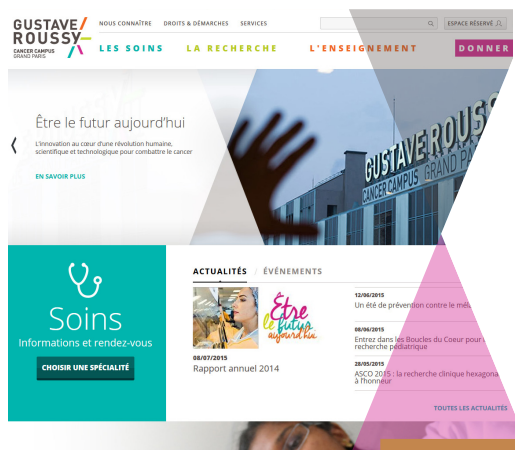 GUSTAVE/
ROUSSY
CANCER CAMPUS
GRAND PARIS
NOUS CONNAÎTRE DROITS & DÉMARCHES SERVICES
ESPACE RÉSERVÉ
LES SOINS LA RECHERCHE L'ENSEIGNEMENT DONNER
Être le futur aujourd'hui
L'innovation au cœur d'une révolution humaine,
scientifique et technologique pour combattre le cancer
EN SAVOIR PLUS
GUSTAVE ROUS
CANCER CAMPUS GRAND PA
Soins
Informations et rendez-vous
CHOISIR UNE SPÉCIALITÉ
ACTUALITÉS / ÉVÉNEMENTS
Être
le futur
aujourd'hui
08/07/2015
Rapport annuel 2014
12/06/2015
Un été de prévention contre le
08/06/2015
Entrez dans les Boucles du Coeur pour
recherche pédiatrique
28/05/2015
ASCO 2015 : la recherche clinique hexagona
à l'honneur
TOUTES LES ACTUALITÉS